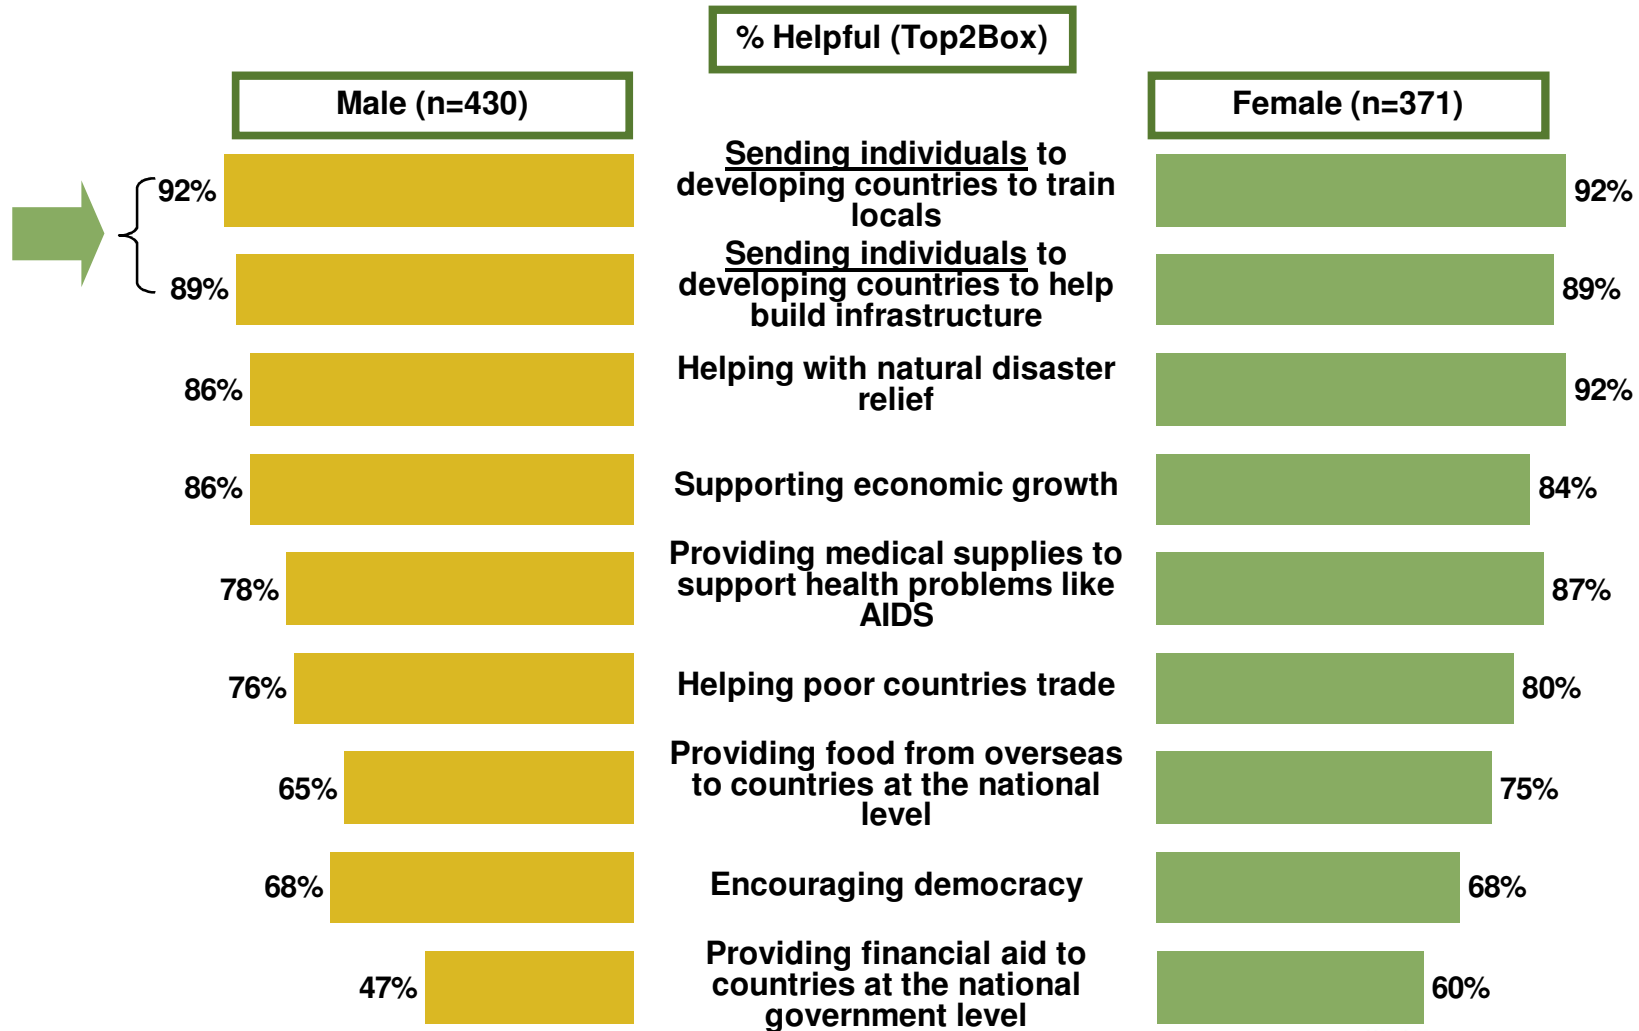 % Helpful (Top2Box)
Male (n=430)
Female (n=371)
92%
Sending individuals to
developing countries to train
locals
92%
89%
Sending individuals to
developing countries to help
build infrastructure
89%
86%
Helping with natural disaster
relief
92%
86%
Supporting economic growth
84%
78%
Providing medical supplies to
support health problems like
AIDS
87%
76%
Helping poor countries trade
80%
65%
Providing food from overseas
to countries at the national
level
75%
68%
Encouraging democracy
68%
47%
Providing financial aid to
countries at the national
government level
60%